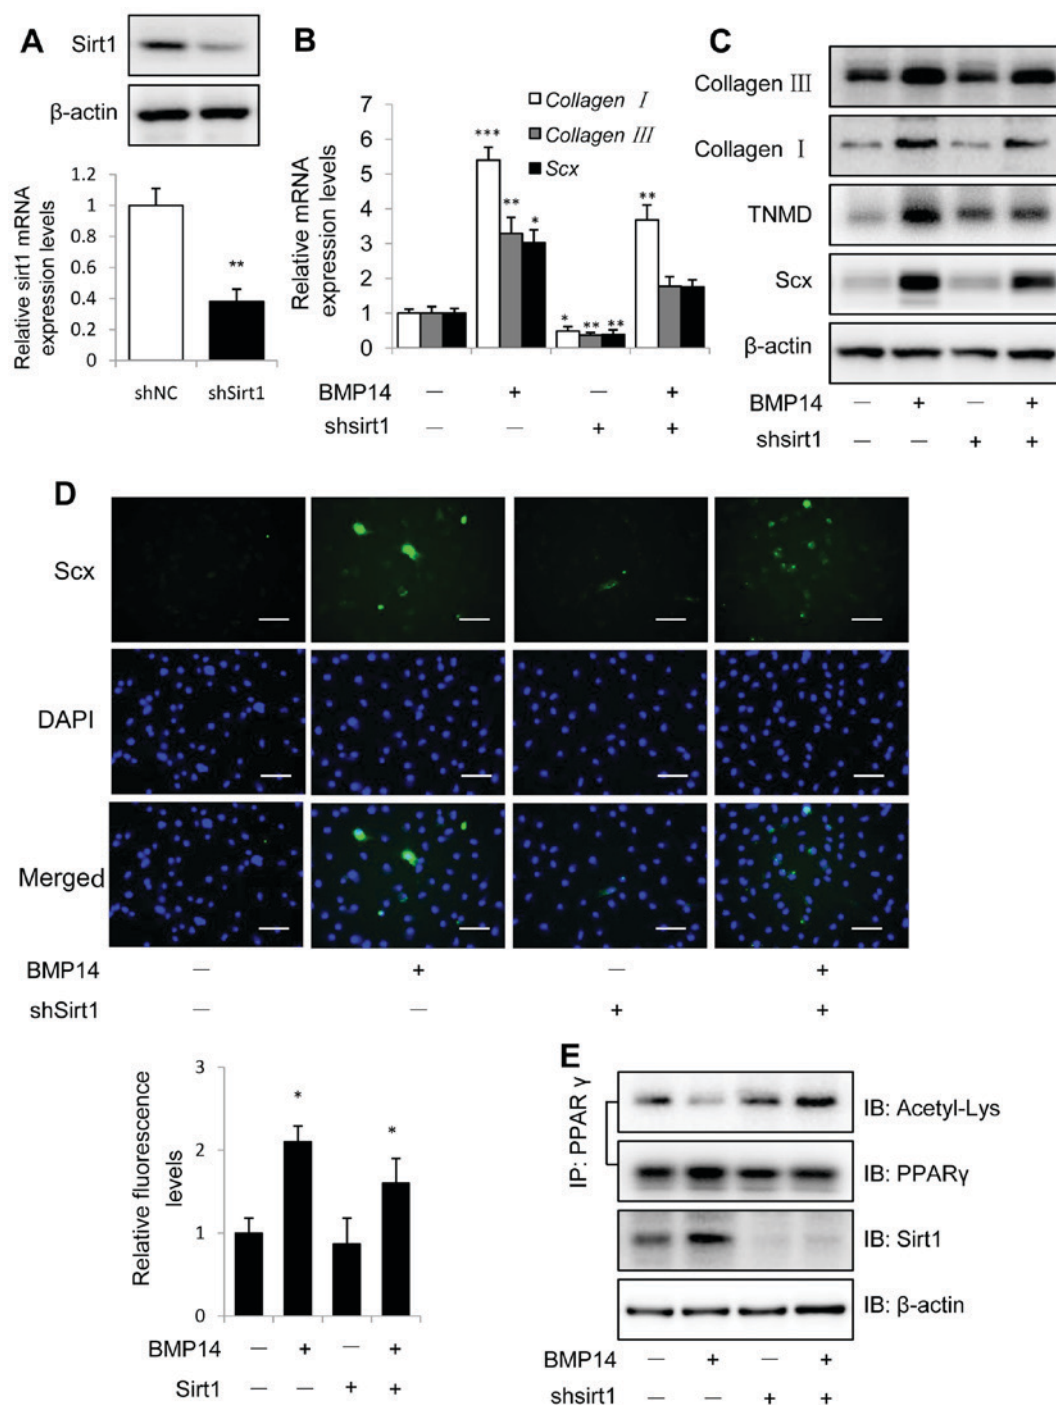 A
Sirt1
β-actin
Relative sirt1 mRNA
expression levels
1.2
1
0.8
0.6
0.4
0.2
0
**
shNC
shSirt1
B
Collagen I
Collagen III
Scx
Relative mRNA
expression levels
7
6
5
4
3
2
1
0
***
**
*
*
**
**
**
BMP14
— + — +
shsirt1
— — + +
C
Collagen III
Collagen I
TNMD
Scx
β-actin
BMP14
— + — +
shsirt1
— — + +
D
Scx
DAPI
Merged
BMP14
— + — +
shSirt1
— — + +
Relative fluorescence
levels
3
2
1
0
*
*
BMP14
— + — +
Sirt1
— — + +
E
IP: PPAR γ
IB: Acetyl-Lys
IB: PPARγ
IB: Sirt1
IB: β-actin
BMP14
— + — +
shsirt1
— — + +